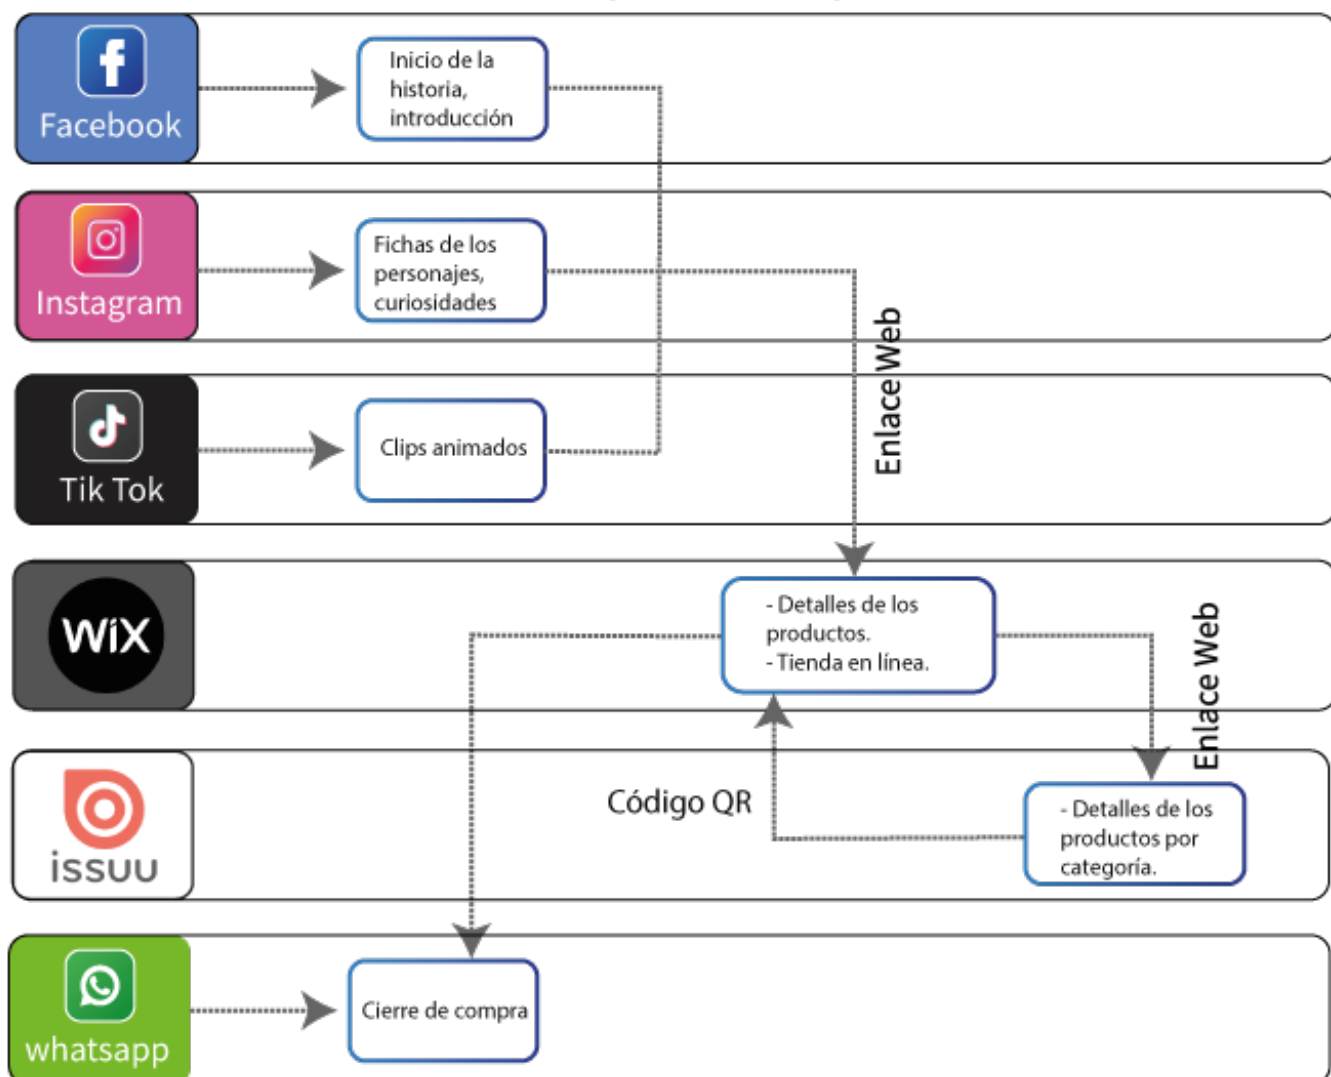 Facebook
Inicio de la
historia,
introducción
Instagram
Fichas de los
personajes,
curiosidades
Enlace Web
Tik Tok
Clips animados
WiX
- Detalles de los
productos.
- Tienda en línea.
Enlace Web
issuu
Código QR
- Detalles de los
productos por
categoría.
whatsapp
Cierre de compra